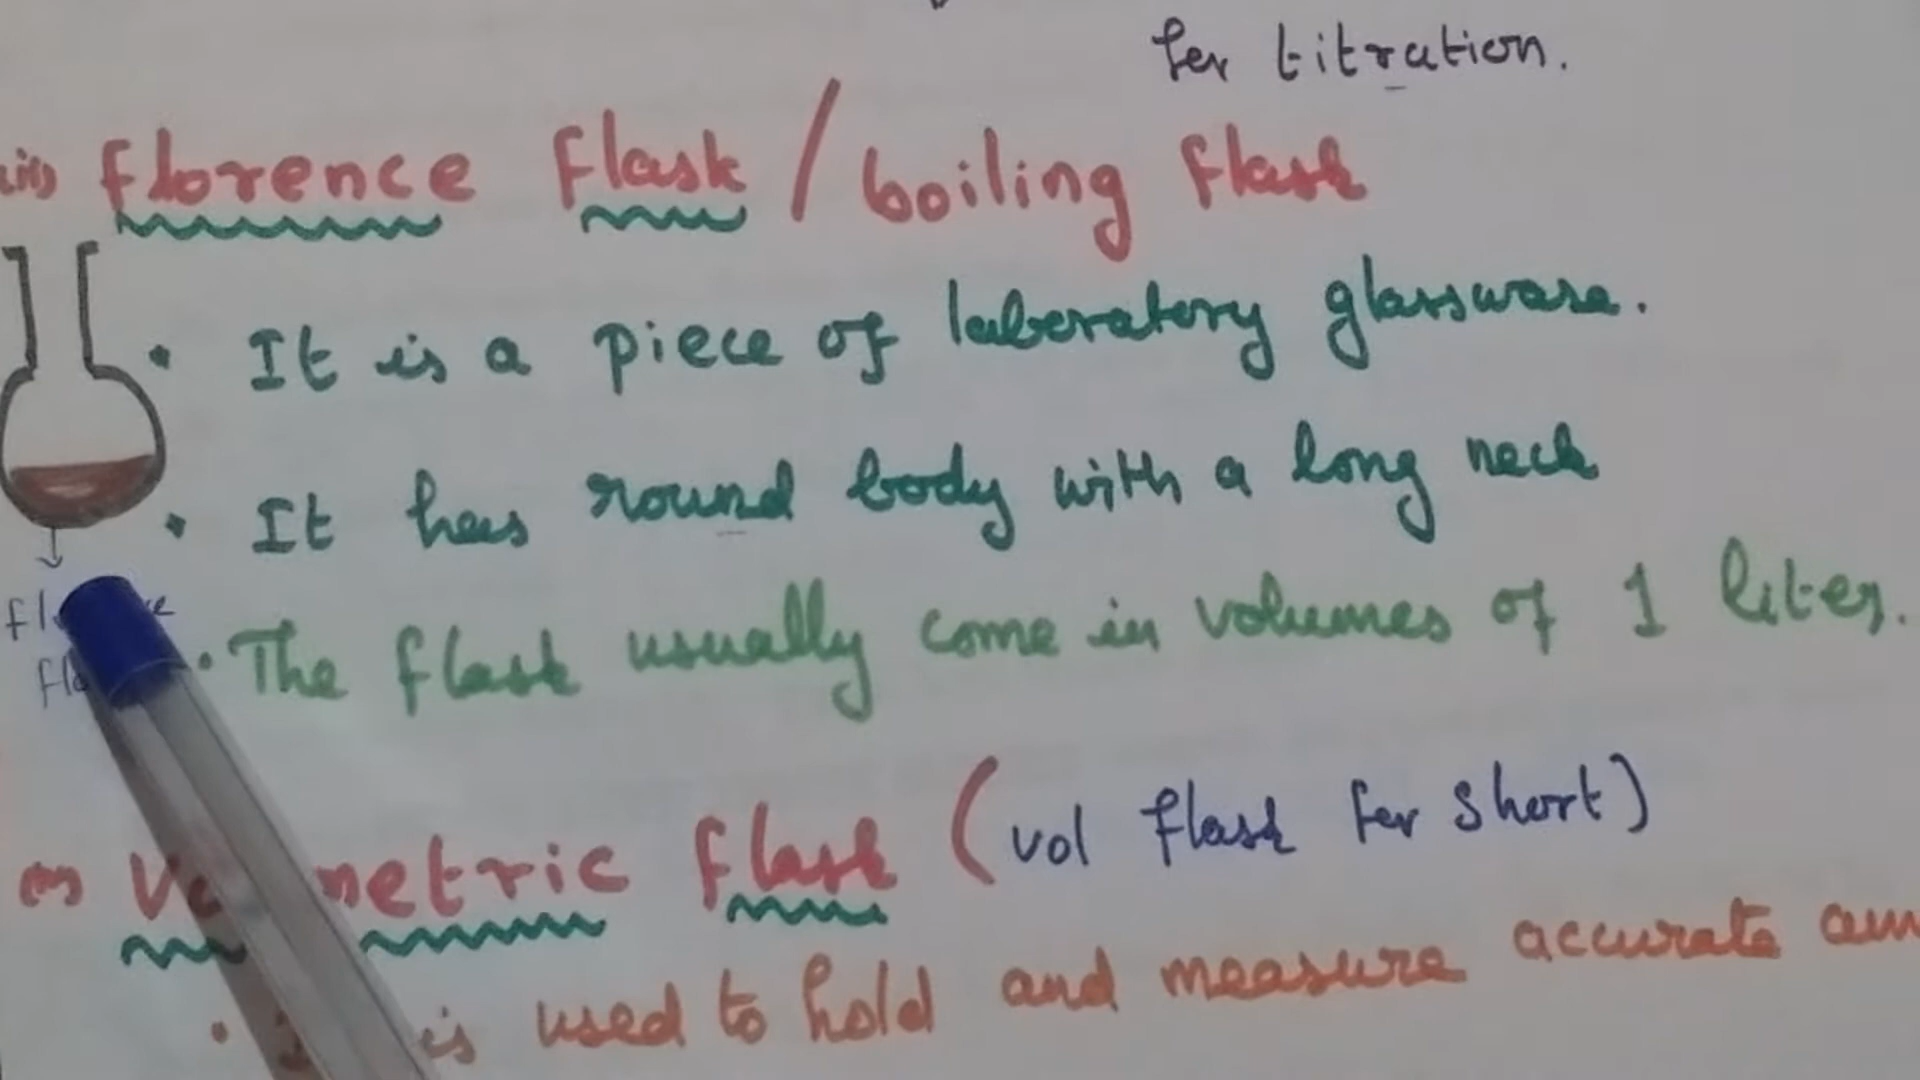 for titration.
iii) Florence Flask / boiling flask
• It is a piece of laboratory glassware.
• It has round body with a long neck
• The flask usually come in volumes of 1 liter.
flask (vol flask for short)
is used to hold and measure accurate